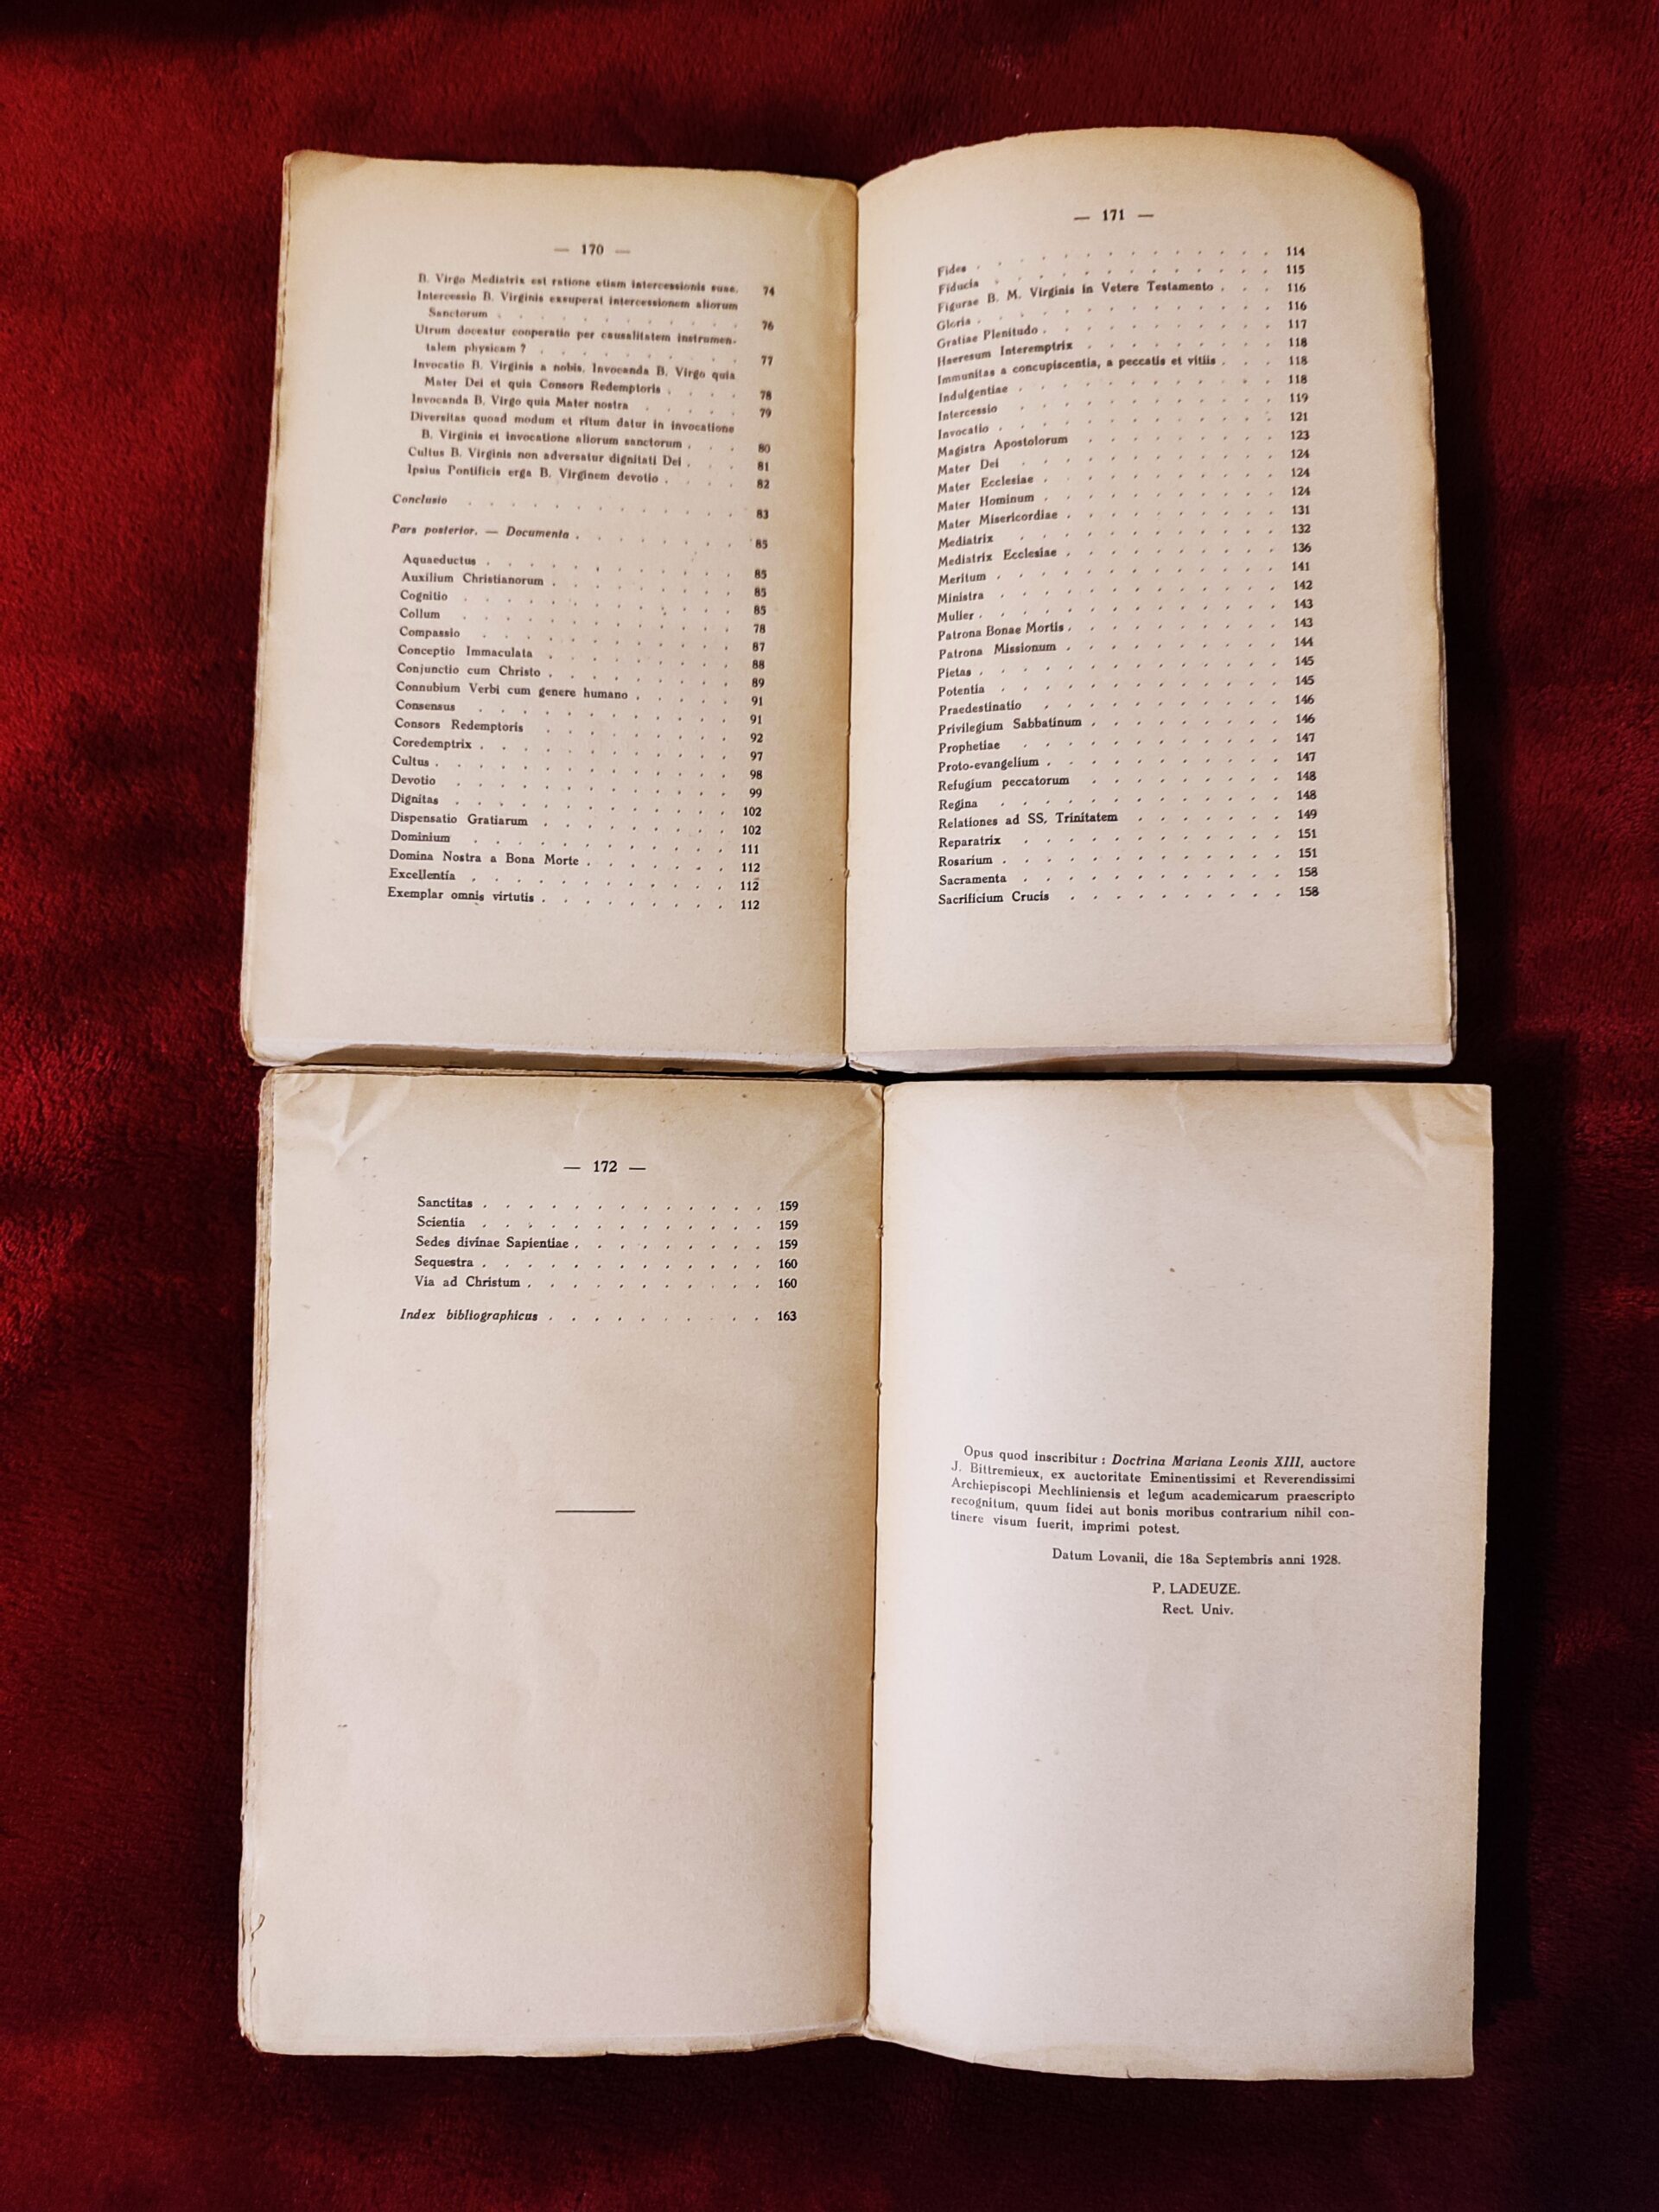 — 170 —
B. Virgo Mediatrix est ratione etiam intercessionis suae. 74
Intercessio B. Virginis exsuperat intercessionem aliorum
Sanctorum . . . . . . . . . . 76
Utrum doceatur cooperatio per causalitatem instrumen-
talem physicam ? . . . . . . . . . 77
Invocatio B. Virginis a nobis. Invocanda B. Virgo quia
Mater Dei et quia Consors Redemptoris . . . . 78
Invocanda B. Virgo quia Mater nostra . . . . . 79
Diversitas quoad modum et ritum datur in invocatione
B. Virginis et invocatione aliorum sanctorum . . . 80
Cultus B. Virginis non adversatur dignitati Dei . . . 81
Ipsius Pontificis erga B. Virginem devotio . . . . 82
Conclusio . . . . . . . . . . . . 83
Pars posterior. — Documenta . . . . . . . . 85
Aquaeductus . . . . . . . . . . . 85
Auxilium Christianorum . . . . . . . . 85
Cognitio . . . . . . . . . . . . 85
Collum . . . . . . . . . . . . 78
Compassio . . . . . . . . . . . 87
Conceptio Immaculata . . . . . . . . 88
Conjunctio cum Christo . . . . . . . . 89
Connubium Verbi cum genere humano . . . . . 91
Consensus . . . . . . . . . . . 91
Consors Redemptoris . . . . . . . . 92
Coredemptrix . . . . . . . . . . . 97
Cultus . . . . . . . . . . . . . 98
Devotio . . . . . . . . . . . . 99
Dignitas . . . . . . . . . . . . 102
Dispensatio Gratiarum . . . . . . . . 102
Dominium . . . . . . . . . . . 111
Domina Nostra a Bona Morte . . . . . . 112
Excellentia . . . . . . . . . . . 112
Exemplar omnis virtutis . . . . . . . . 112
— 171 —
Fides . . . . . . . . . . . . . 114
Fiducia . . . . . . . . . . . . 115
Figurae B. M. Virginis in Vetere Testamento . . . 116
Gloria . . . . . . . . . . . . . 116
Gratiae Plenitudo . . . . . . . . . . 117
Haeresum Interemptrix . . . . . . . . 118
Immunitas a concupiscentia, a peccatis et vitiis . . . 118
Indulgentiae . . . . . . . . . . . 118
Intercessio . . . . . . . . . . . 119
Invocatio . . . . . . . . . . . . 121
Magistra Apostolorum . . . . . . . . 123
Mater Dei . . . . . . . . . . . 124
Mater Ecclesiae . . . . . . . . . . 124
Mater Hominum . . . . . . . . . . 124
Mater Misericordiae . . . . . . . . . 131
Mediatrix . . . . . . . . . . . 132
Mediatrix Ecclesiae . . . . . . . . . 136
Meritum . . . . . . . . . . . . 141
Ministra . . . . . . . . . . . . 142
Mulier . . . . . . . . . . . . . 143
Patrona Bonae Mortis . . . . . . . . . 143
Patrona Missionum . . . . . . . . . 144
Pietas . . . . . . . . . . . . . 145
Potentia . . . . . . . . . . . . 145
Praedestinatio . . . . . . . . . . 146
Privilegium Sabbatinum . . . . . . . . 146
Prophetiae . . . . . . . . . . . 147
Proto-evangelium . . . . . . . . . . 147
Refugium peccatorum . . . . . . . . 148
Regina . . . . . . . . . . . . 148
Relationes ad SS. Trinitatem . . . . . . 149
Reparatrix . . . . . . . . . . . 151
Rosarium . . . . . . . . . . . . 151
Sacramenta . . . . . . . . . . . 158
Sacrificium Crucis . . . . . . . . . 158
— 172 —
Sanctitas . . . . . . . . . . . . 159
Scientia . . . . . . . . . . . . 159
Sedes divinae Sapientiae . . . . . . . . 159
Sequestra . . . . . . . . . . . . 160
Via ad Christum . . . . . . . . . . 160
Index bibliographicus . . . . . . . . . 163
Opus quod inscribitur : Doctrina Mariana Leonis XIII, auctore
J. Bittremieux, ex auctoritate Eminentissimi et Reverendissimi
Archiepiscopi Mechliniensis et legum academicarum praescripto
recognitum, quum fidei aut bonis moribus contrarium nihil con-
tinere visum fuerit, imprimi potest.
Datum Lovanii, die 18a Septembris anni 1928.
P. LADEUZE.
Rect. Univ.